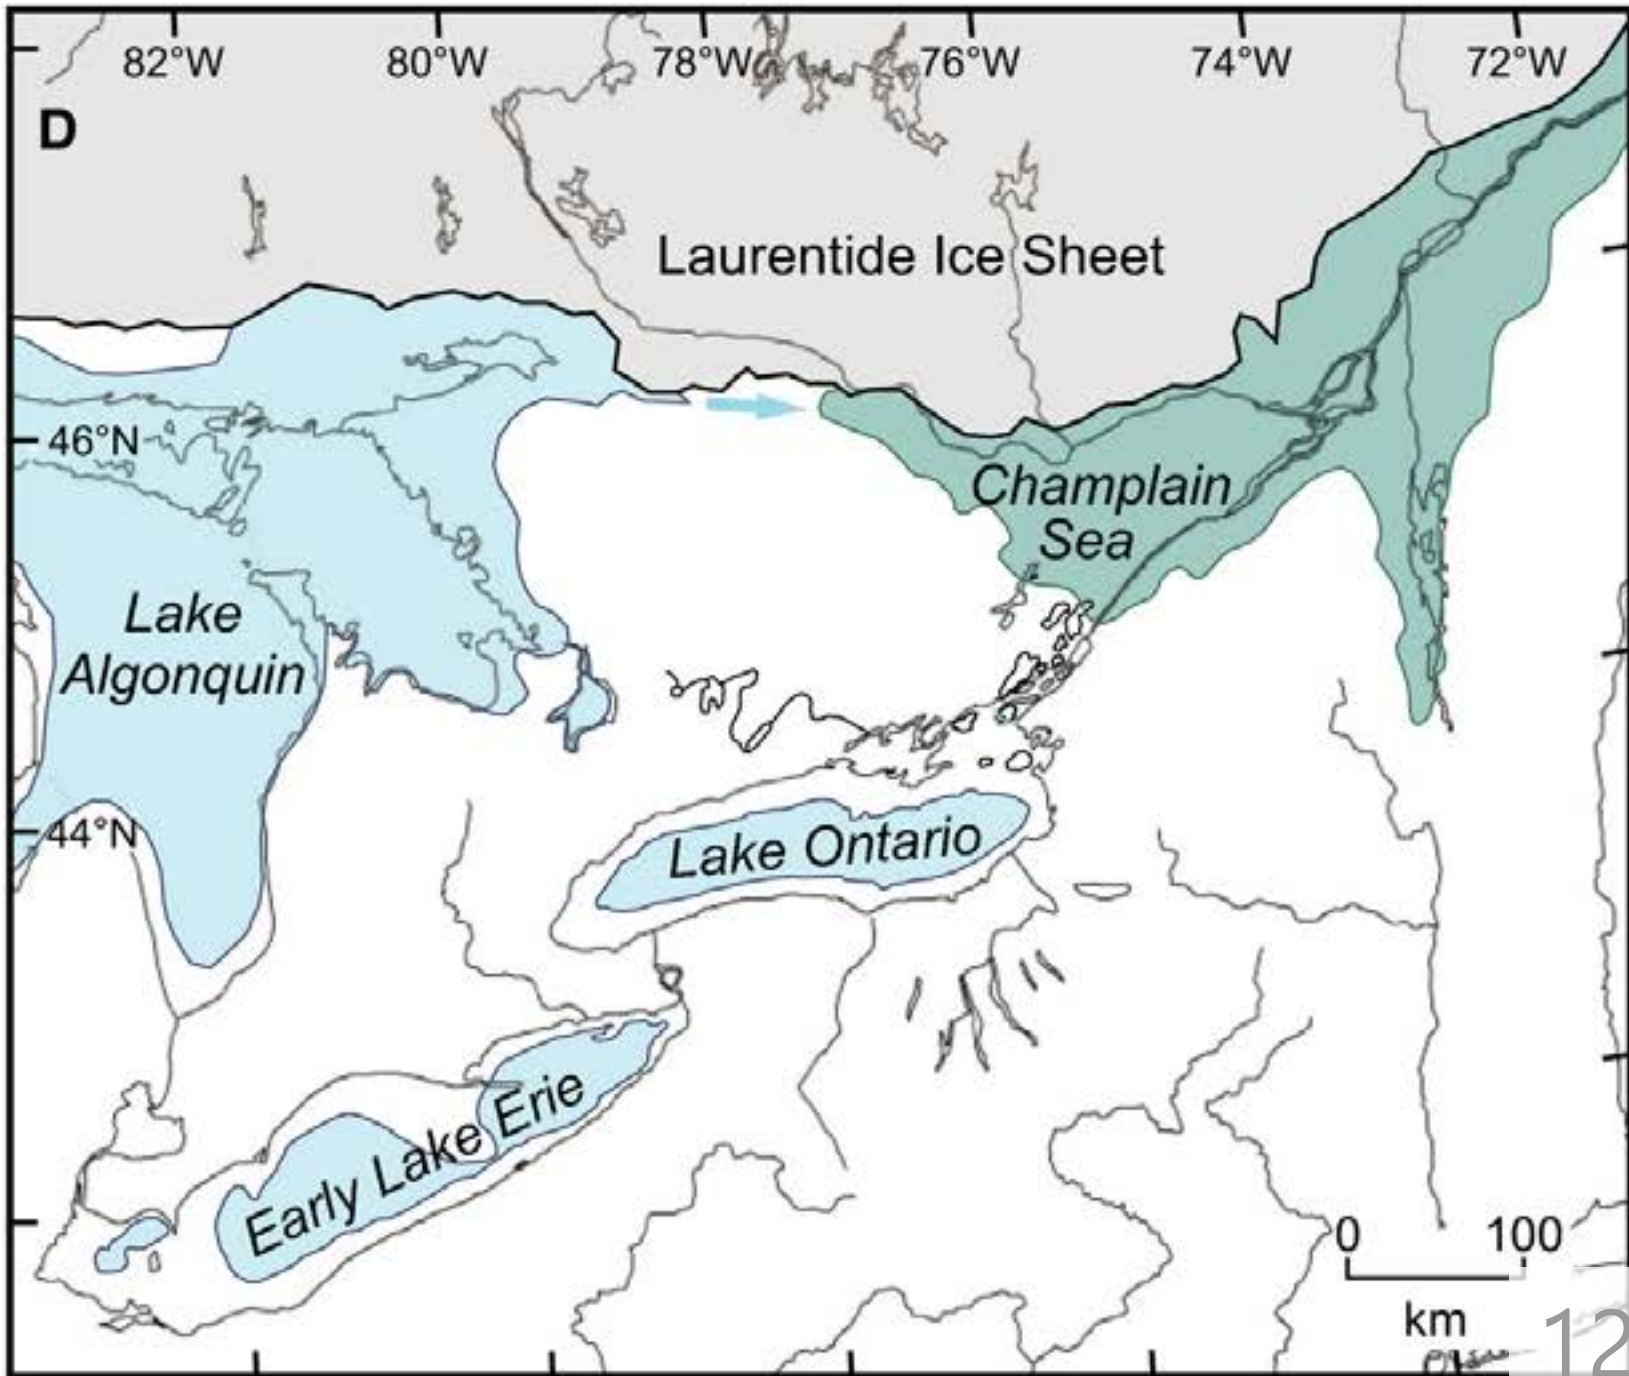 82°W 80°W 78°W 76°W 74°W 72°W
D
Laurentide Ice Sheet
46°N
Champlain
Sea
Lake
Algonquin
44°N
Lake Ontario
Early Lake Erie
0 100
km
12